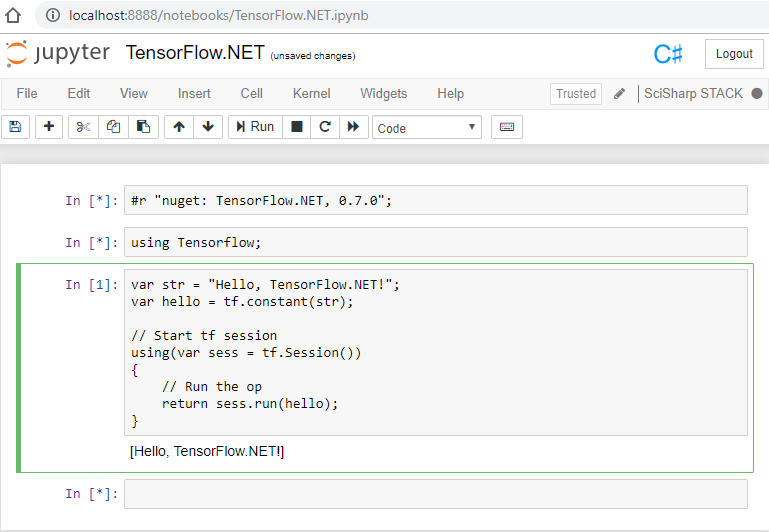 localhost:8888/notebooks/TensorFlow.NET.ipynb
jupyter TensorFlow.NET (unsaved changes) C# Logout
File Edit View Insert Cell Kernel Widgets Help Trusted SciSharp STACK
Run Code
In [*]: #r "nuget: TensorFlow.NET, 0.7.0";
In [*]: using Tensorflow;
In [1]: var str = "Hello, TensorFlow.NET!";
var hello = tf.constant(str);
// Start tf session
using(var sess = tf.Session())
{
// Run the op
return sess.run(hello);
}
[Hello, TensorFlow.NET!]
In [*]: